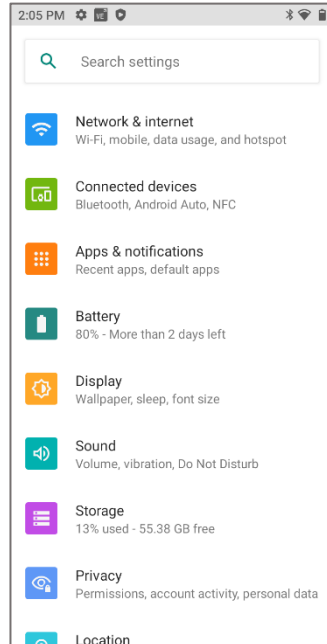 2:05 PM
Search settings
Network & internet
Wi-Fi, mobile, data usage, and hotspot
Connected devices
Bluetooth, Android Auto, NFC
Apps & notifications
Recent apps, default apps
Battery
80% - More than 2 days left
Display
Wallpaper, sleep, font size
Sound
Volume, vibration, Do Not Disturb
Storage
13% used - 55.38 GB free
Privacy
Permissions, account activity, personal data
Location